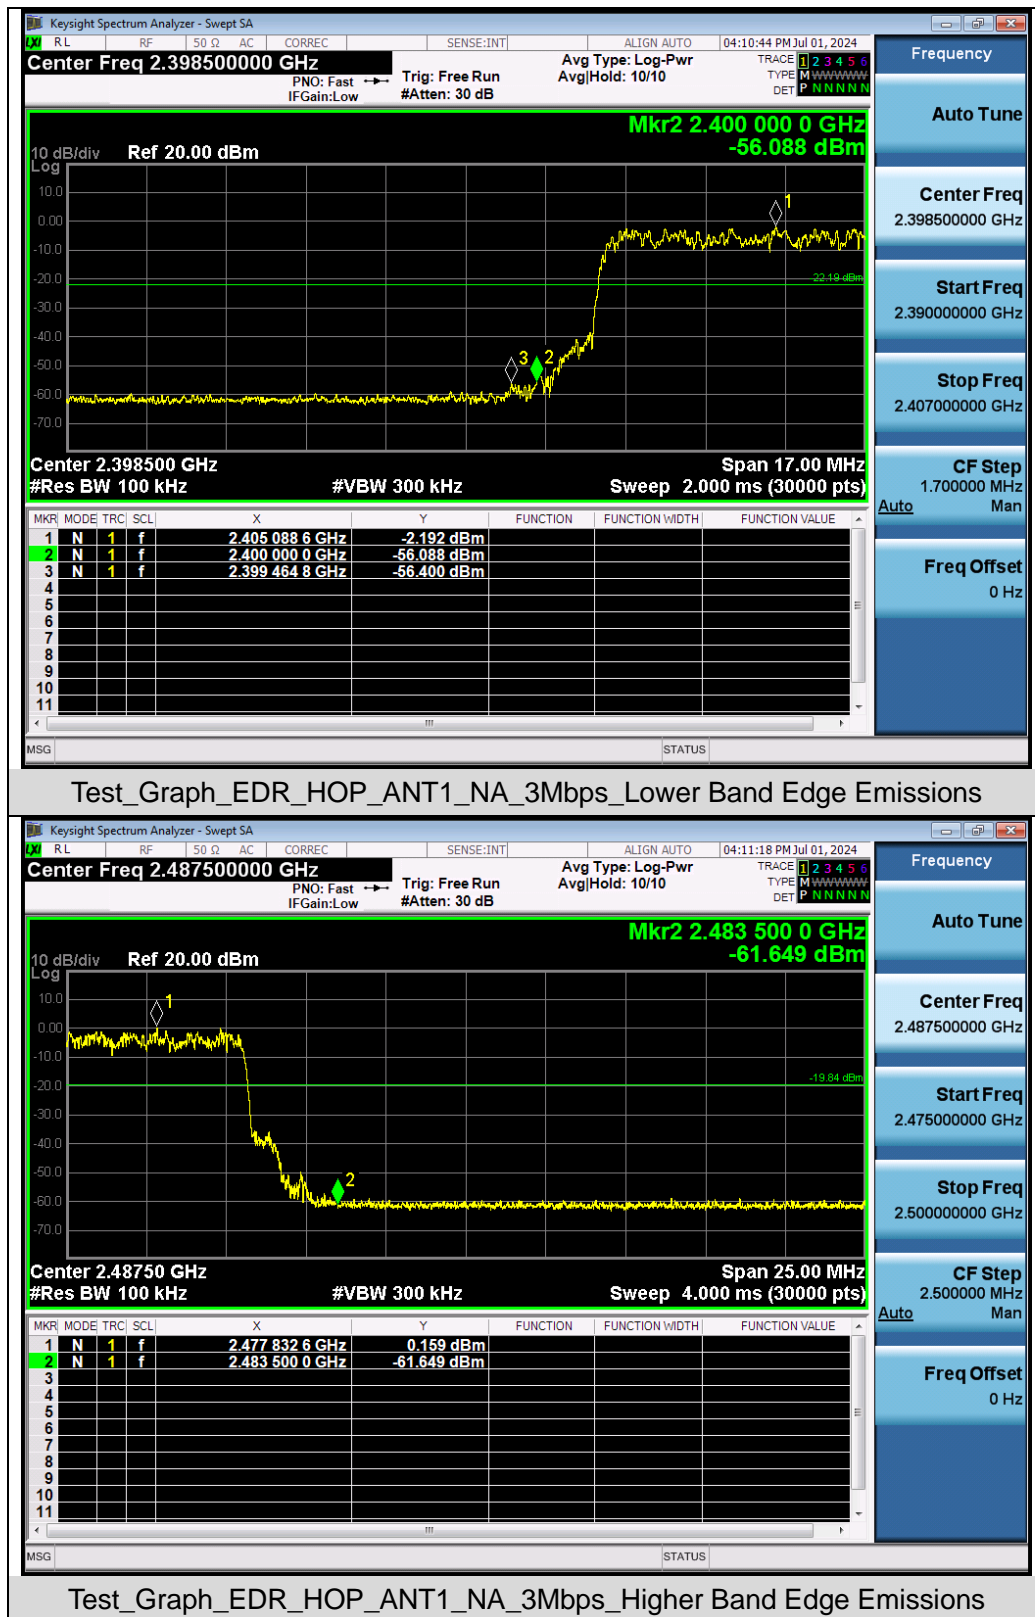 Keysight Spectrum Analyzer - Swept SA
LXI RL RF 50 Ω AC CORREC SENSE:INT ALIGN AUTO 04:10:44 PM Jul 01, 2024
Center Freq 2.398500000 GHz
PNO: Fast
IFGain:Low
Trig: Free Run
#Atten: 30 dB
Avg Type: Log-Pwr
Avg|Hold: 10/10
TRACE 1 2 3 4 5 6
TYPE M WWWWW
DET P N N N N N
Mkr2 2.400 000 0 GHz
-56.088 dBm
10 dB/div Ref 20.00 dBm
Log
10.0
0.00
-10.0
-20.0
-30.0
-40.0
-50.0
-60.0
-70.0
1
-22.19 dBm
3
2
Center 2.398500 GHz Span 17.00 MHz
#Res BW 100 kHz #VBW 300 kHz Sweep 2.000 ms (30000 pts)
MKR MODE TRC SCL X Y FUNCTION FUNCTION WIDTH FUNCTION VALUE
1 N 1 f 2.405 088 6 GHz -2.192 dBm
2 N 1 f 2.400 000 0 GHz -56.088 dBm
3 N 1 f 2.399 464 8 GHz -56.400 dBm
4
5
6
7
8
9
10
11
MSG STATUS
Frequency
Auto Tune
Center Freq
2.398500000 GHz
Start Freq
2.390000000 GHz
Stop Freq
2.407000000 GHz
CF Step
1.700000 MHz
Auto Man
Freq Offset
0 Hz
Test_Graph_EDR_HOP_ANT1_NA_3Mbps_Lower Band Edge Emissions
Keysight Spectrum Analyzer - Swept SA
LXI RL RF 50 Ω AC CORREC SENSE:INT ALIGN AUTO 04:11:18 PM Jul 01, 2024
Center Freq 2.487500000 GHz
PNO: Fast
IFGain:Low
Trig: Free Run
#Atten: 30 dB
Avg Type: Log-Pwr
Avg|Hold: 10/10
TRACE 1 2 3 4 5 6
TYPE M WWWWW
DET P N N N N N
Mkr2 2.483 500 0 GHz
-61.649 dBm
10 dB/div Ref 20.00 dBm
Log
10.0
0.00
-10.0
-20.0
-30.0
-40.0
-50.0
-60.0
-70.0
1
-19.84 dBm
2
Center 2.48750 GHz Span 25.00 MHz
#Res BW 100 kHz #VBW 300 kHz Sweep 4.000 ms (30000 pts)
MKR MODE TRC SCL X Y FUNCTION FUNCTION WIDTH FUNCTION VALUE
1 N 1 f 2.477 832 6 GHz 0.159 dBm
2 N 1 f 2.483 500 0 GHz -61.649 dBm
3
4
5
6
7
8
9
10
11
MSG STATUS
Frequency
Auto Tune
Center Freq
2.487500000 GHz
Start Freq
2.475000000 GHz
Stop Freq
2.500000000 GHz
CF Step
2.500000 MHz
Auto Man
Freq Offset
0 Hz
Test_Graph_EDR_HOP_ANT1_NA_3Mbps_Higher Band Edge Emissions